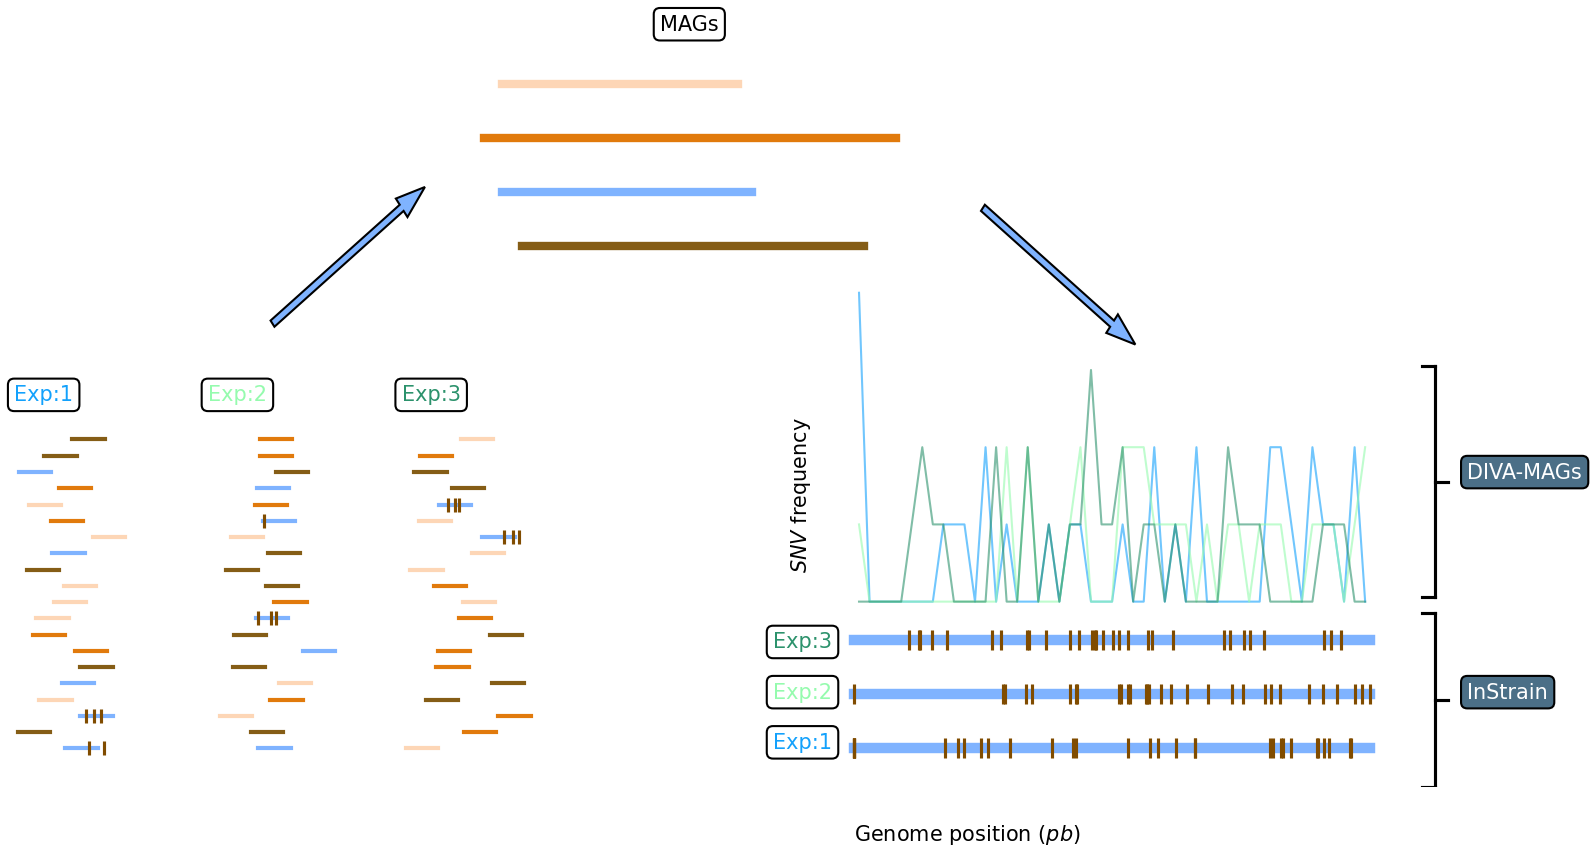 MAGs
Exp:1
Exp:2
Exp:3
SNV frequency
DIVA-MAGs
Exp:3
Exp:2
Exp:1
InStrain
Genome position (pb)